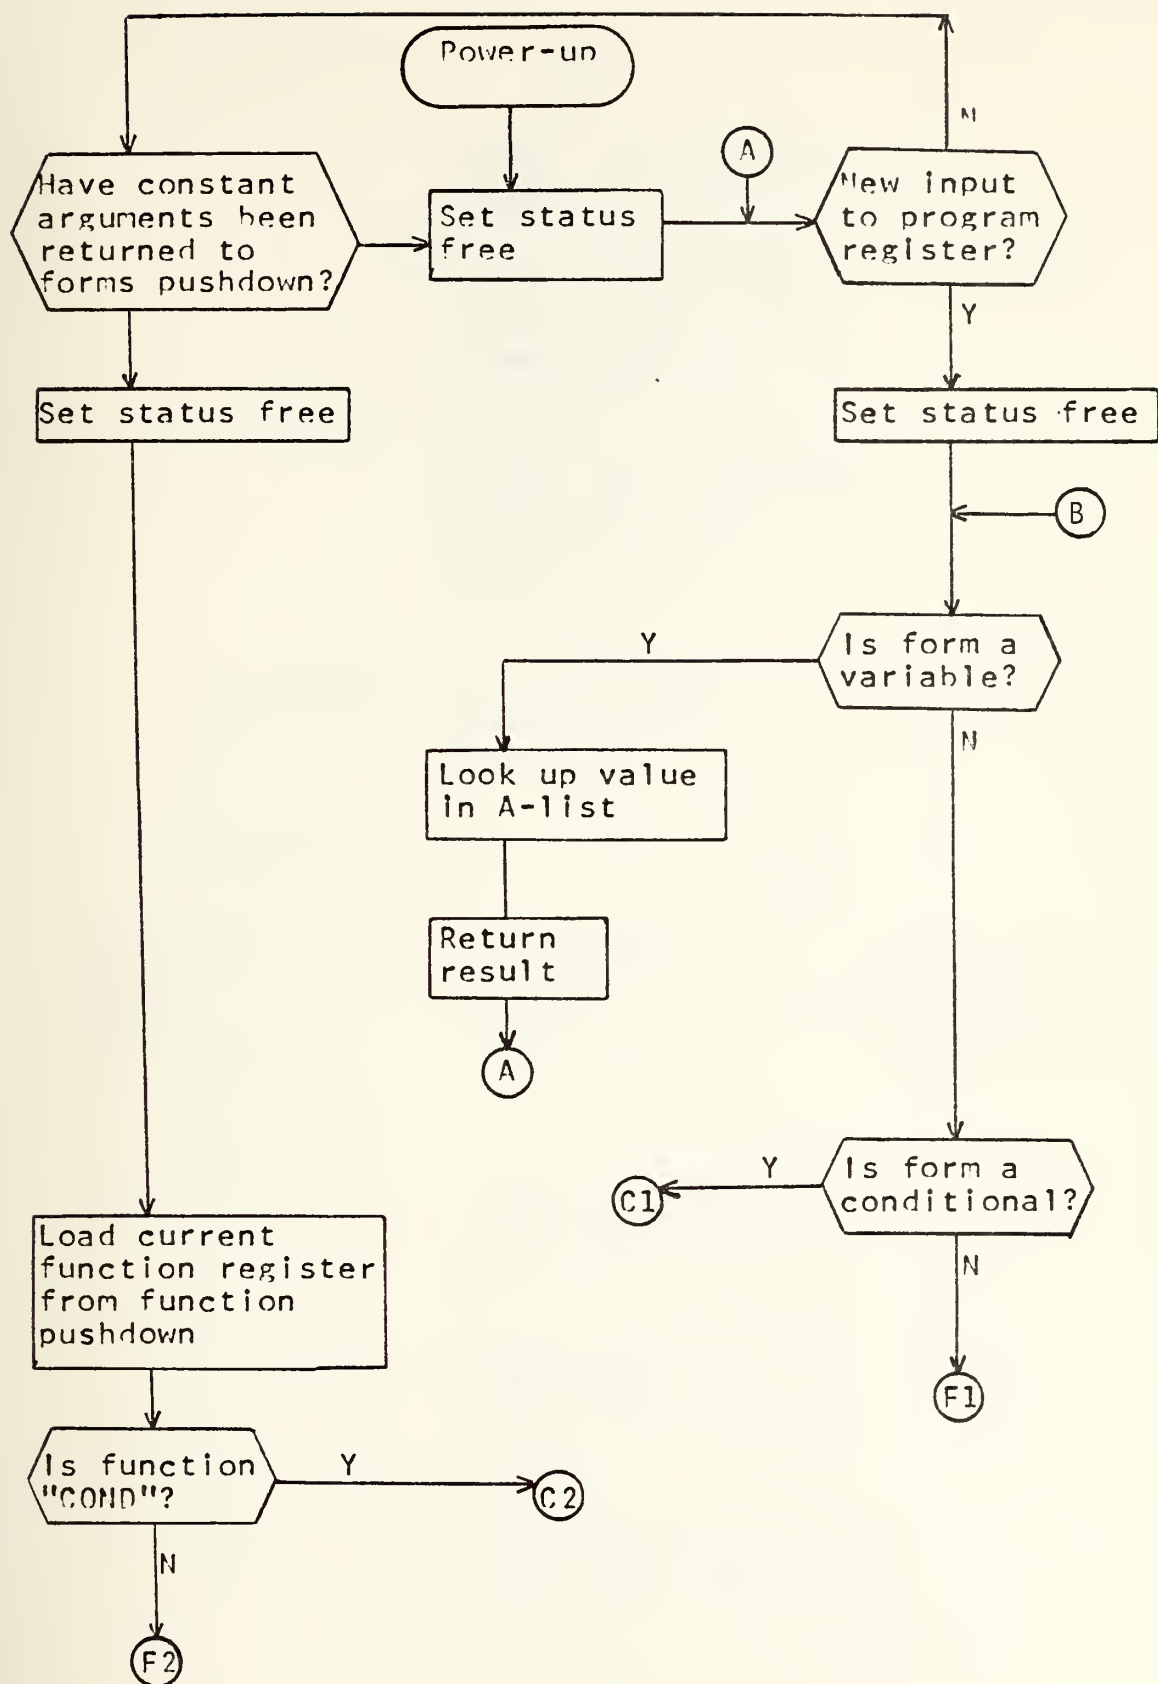 Power-up
N
A
Have constant
arguments been
returned to
forms pushdown?
Set status
free
New input
to program
register?
Y
Set status free
Set status free
B
Y
Is form a
variable?
N
Look up value
in A-list
Return
result
A
Y
Is form a
conditional?
C1
N
Load current
function register
from function
pushdown
F1
Is function
"COND"?
Y
C2
N
F2